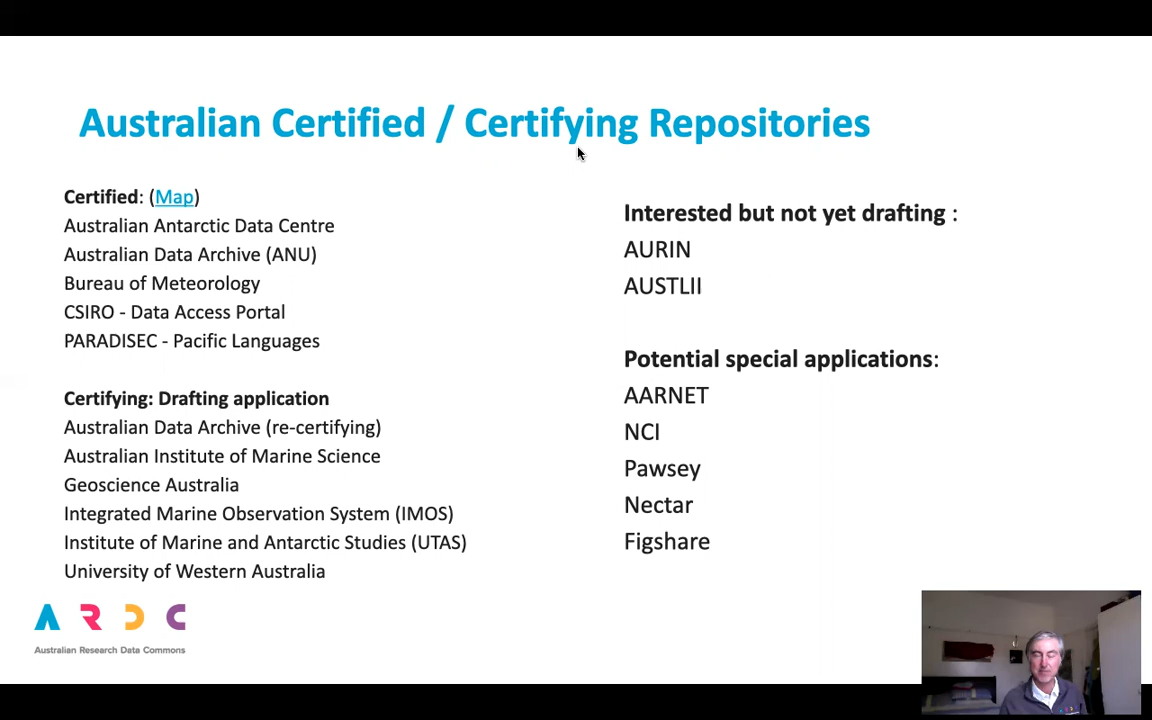 Australian Certified / Certifying Repositories
Certified: (Map)
Australian Antarctic Data Centre
Australian Data Archive (ANU)
Bureau of Meteorology
CSIRO - Data Access Portal
PARADISEC - Pacific Languages
Certifying: Drafting application
Australian Data Archive (re-certifying)
Australian Institute of Marine Science
Geoscience Australia
Integrated Marine Observation System (IMOS)
Institute of Marine and Antarctic Studies (UTAS)
University of Western Australia
Interested but not yet drafting :
AURIN
AUSTLII
Potential special applications:
AARNET
NCI
Pawsey
Nectar
Figshare
ARDC
Australian Research Data Commons